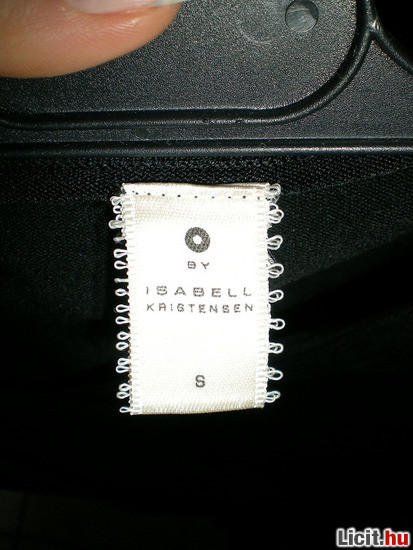 BY
ISABELL
KRISTENSEN
S
Licit.hu